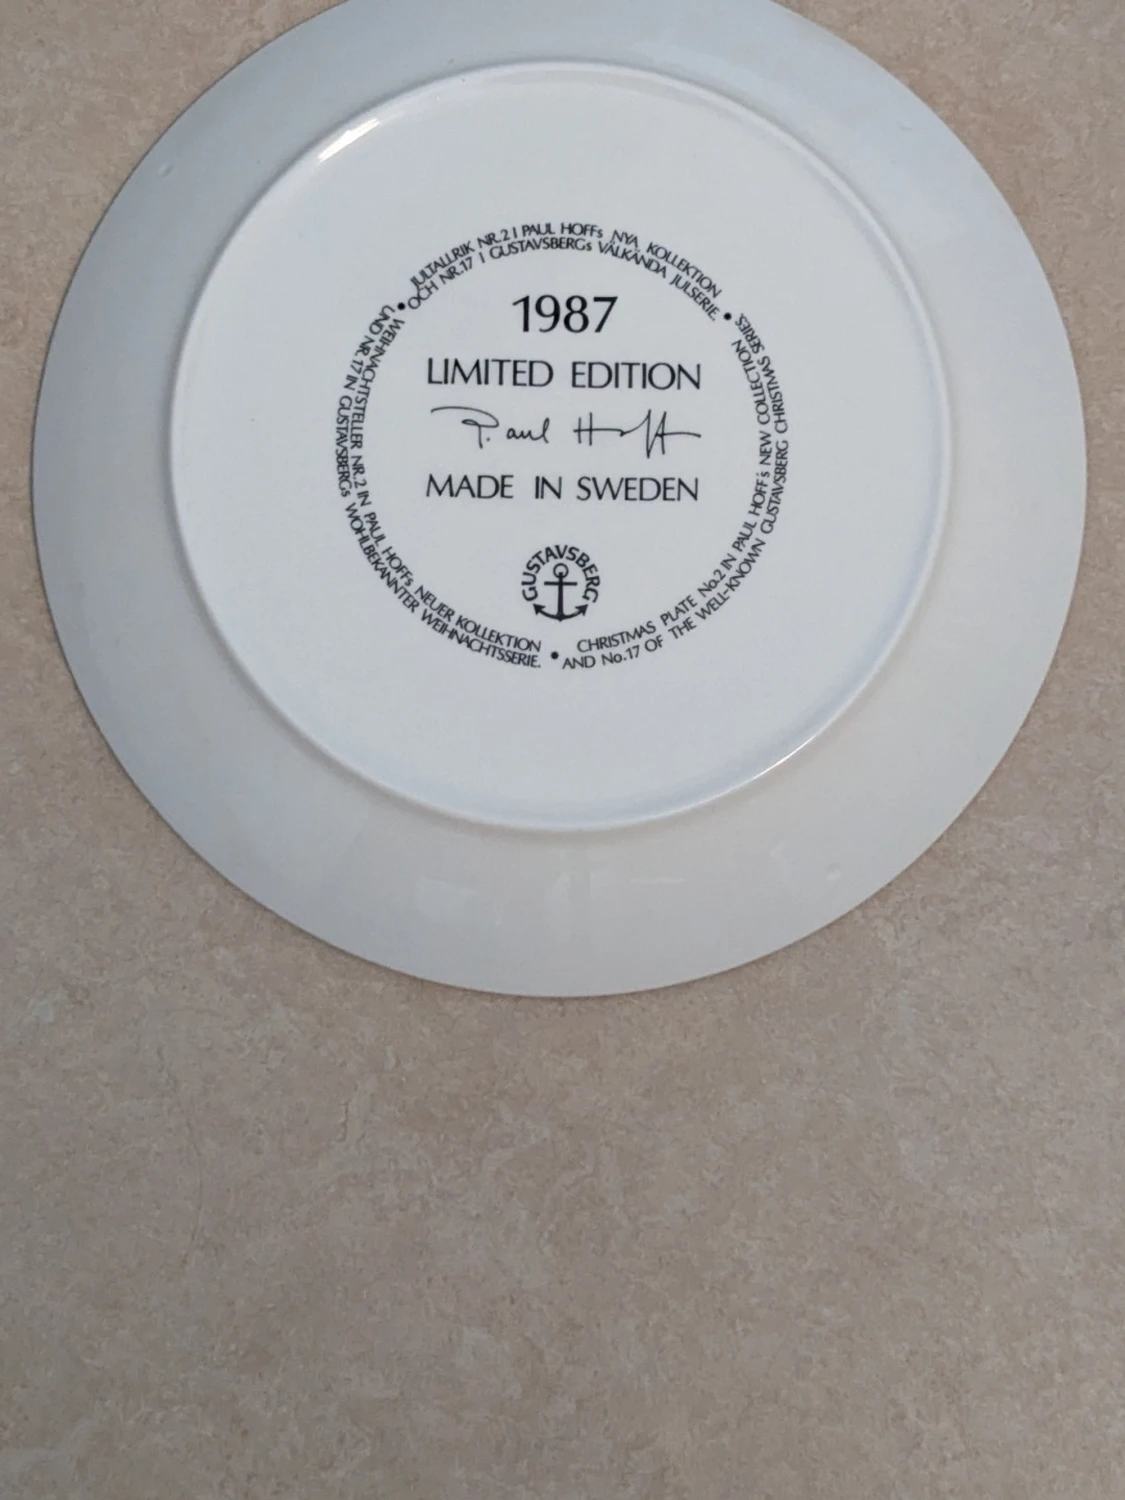 JULTALLRIK NR.2 I PAUL HOFFs NYA KOLLEKTION
OCH NR.17 I GUSTAVSBERGs VÄLKÄNDA JULSERIE.
1987
LIMITED EDITION
Paul Hoff
MADE IN SWEDEN
GUSTAVSBERG
CHRISTMAS PLATE No.2 IN PAUL HOFF's NEW COLLECTION
AND No.17 OF THE WELL-KNOWN GUSTAVSBERG CHRISTMAS SERIES.
WEIHNACHTSTELLER NR.2 IN PAUL HOFFs NEUER KOLLEKTION
UND NR.17 IN GUSTAVSBERGs WOHLBEKANNTER WEIHNACHTSSERIE.